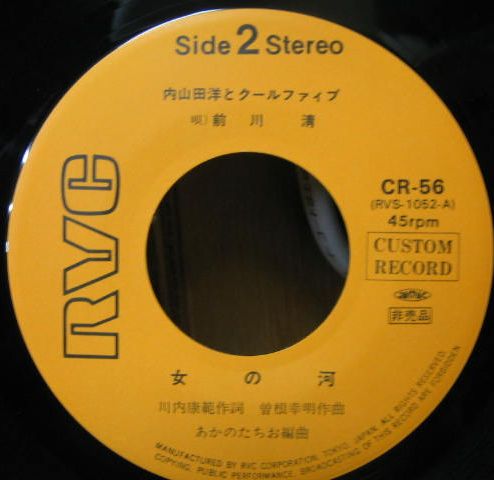 Side 2 Stereo
内山田洋とクールファイブ
唄) 前川 清
RVC
CR-56
(RVS-1052-A)
45rpm
CUSTOM
RECORD
非売品
女の河
川内康範作詞 曽根幸明作曲
あかのたちお編曲
MANUFACTURED BY RVC CORPORATION, TOKYO, JAPAN. ALL RIGHTS RESERVED.
COPYING, PUBLIC PERFORMANCE, BROADCASTING OF THIS RECORD ARE FORBIDDEN